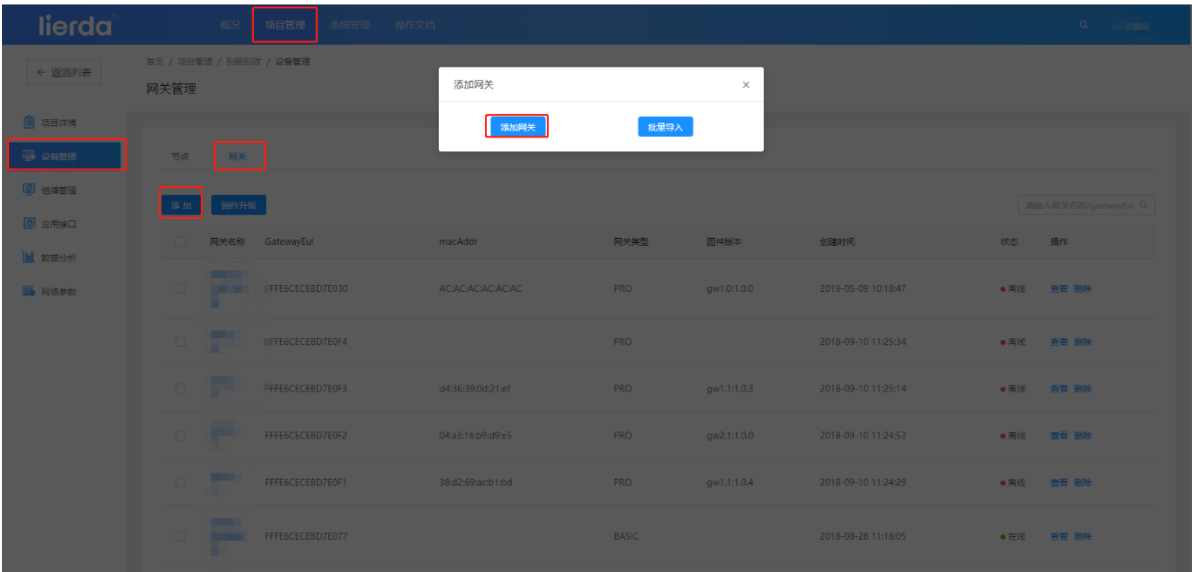 lierda
概况 项目管理 系统管理 操作文档
← 返回列表
首页 / 项目管理 / / 设备管理
网关管理
添加网关 ×
添加网关 批量导入
项目详情
设备管理
组播管理
应用接口
数据分析
网络参数
节点 网关
添 加 固件升级
请输入网关名称/gatewayEui
网关名称 GatewayEui macAddr 网关类型 固件版本 创建时间 状态 操作
FFFE6CECEBD7E030 AC:AC:AC:AC:AC:AC PRO gw1.0:1.0.0 2019-05-09 10:18:47 离线 查看 删除
FFFE6CECEBD7E0F4 PRO 2018-09-10 11:25:34 离线 查看 删除
FFFE6CECEBD7E0F3 d4:36:39:0d:21:ef PRO gw1.1:1.0.3 2018-09-10 11:25:14 离线 查看 删除
FFFE6CECEBD7E0F2 04:a3:16:b9:d9:e5 PRO gw2.1:1.0.0 2018-09-10 11:24:53 离线 查看 删除
FFFE6CECEBD7E0F1 38:d2:69:ac:b1:bd PRO gw1.1:1.0.4 2018-09-10 11:24:29 离线 查看 删除
FFFE6CECEBD7E077 BASIC 2018-08-28 11:18:05 在线 查看 删除